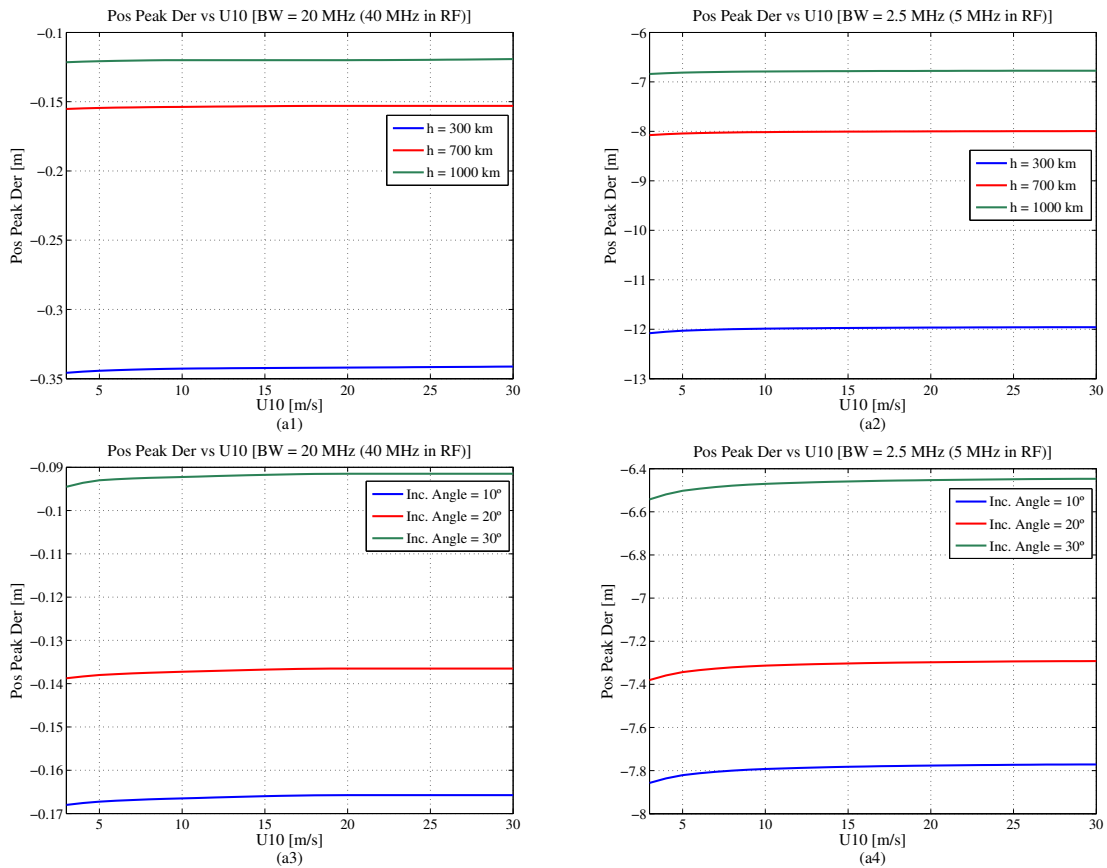 Pos Peak Der vs U10 [BW = 20 MHz (40 MHz in RF)]
−0.1
−0.15
−0.2
−0.25
−0.3
−0.35
Pos Peak Der [m]
h = 300 km
h = 700 km
h = 1000 km
5 10 15 20 25 30
U10 [m/s]
(a1)
Pos Peak Der vs U10 [BW = 2.5 MHz (5 MHz in RF)]
−6
−7
−8
−9
−10
−11
−12
−13
Pos Peak Der [m]
h = 300 km
h = 700 km
h = 1000 km
5 10 15 20 25 30
U10 [m/s]
(a2)
Pos Peak Der vs U10 [BW = 20 MHz (40 MHz in RF)]
−0.09
−0.1
−0.11
−0.12
−0.13
−0.14
−0.15
−0.16
−0.17
Pos Peak Der [m]
Inc. Angle = 10º
Inc. Angle = 20º
Inc. Angle = 30º
5 10 15 20 25 30
U10 [m/s]
(a3)
Pos Peak Der vs U10 [BW = 2.5 MHz (5 MHz in RF)]
−6.4
−6.6
−6.8
−7
−7.2
−7.4
−7.6
−7.8
−8
Pos Peak Der [m]
Inc. Angle = 10º
Inc. Angle = 20º
Inc. Angle = 30º
5 10 15 20 25 30
U10 [m/s]
(a4)